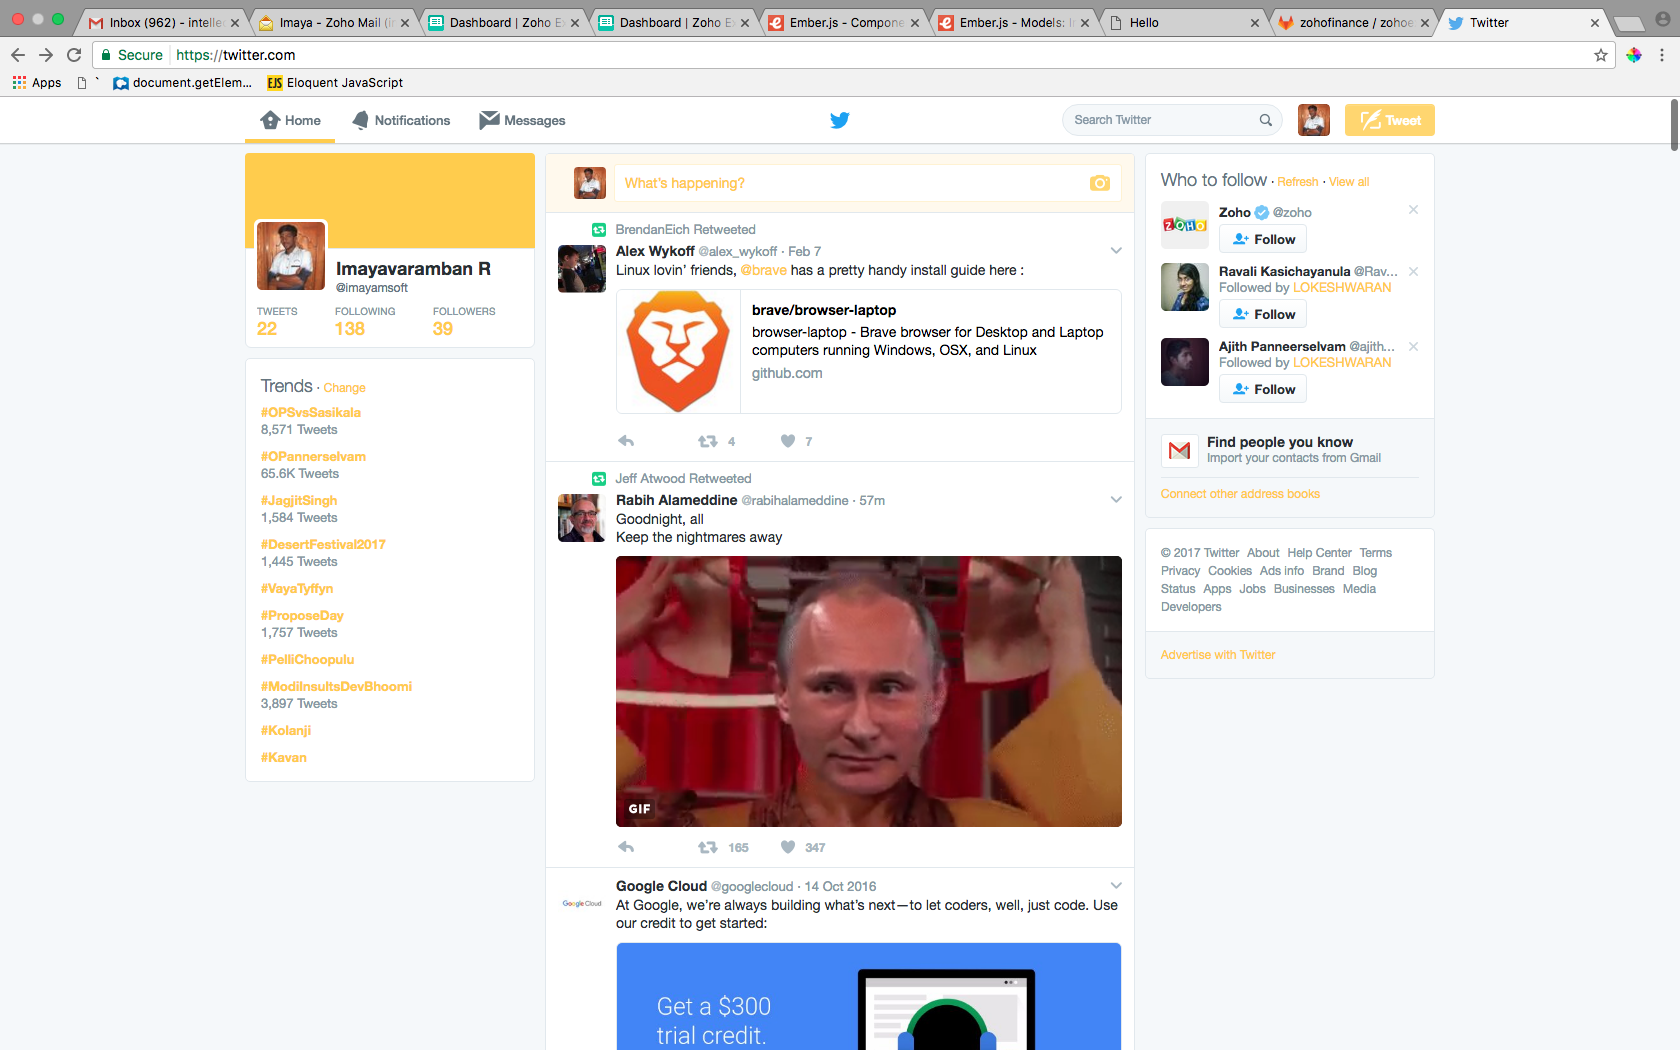 Inbox (962) - intelle
Imaya - Zoho Mail (in
Dashboard | Zoho Ex
Dashboard | Zoho Ex
Ember.js - Compone
Ember.js - Models: I
Hello
zohofinance / zohoe
Twitter
Secure https://twitter.com
Apps
`
document.getElem...
EJS Eloquent JavaScript
Home Notifications Messages
Search Twitter
Tweet
Imayavaramban R
@imayamsoft
TWEETS FOLLOWING FOLLOWERS
22 138 39
Trends · Change
#OPSvsSasikala
8,571 Tweets
#OPannerselvam
65.6K Tweets
#JagjitSingh
1,584 Tweets
#DesertFestival2017
1,445 Tweets
#VayaTyffyn
#ProposeDay
1,757 Tweets
#PelliChoopulu
#ModiInsultsDevBhoomi
3,897 Tweets
#Kolanji
#Kavan
What's happening?
BrendanEich Retweeted
Alex Wykoff @alex_wykoff · Feb 7
Linux lovin' friends, @brave has a pretty handy install guide here :
brave/browser-laptop
browser-laptop - Brave browser for Desktop and Laptop
computers running Windows, OSX, and Linux
github.com
4 7
Jeff Atwood Retweeted
Rabih Alameddine @rabihalameddine · 57m
Goodnight, all
Keep the nightmares away
GIF
165 347
Google Cloud
Google Cloud @googlecloud · 14 Oct 2016
At Google, we're always building what's next—to let coders, well, just code. Use
our credit to get started:
Get a $300
trial credit.
Who to follow · Refresh · View all
ZOHO
Zoho @zoho
Follow
Ravali Kasichayanula @Rav...
Followed by LOKESHWARAN
Follow
Ajith Panneerselvam @ajith...
Followed by LOKESHWARAN
Follow
Find people you know
Import your contacts from Gmail
Connect other address books
© 2017 Twitter About Help Center Terms
Privacy Cookies Ads info Brand Blog
Status Apps Jobs Businesses Media
Developers
Advertise with Twitter